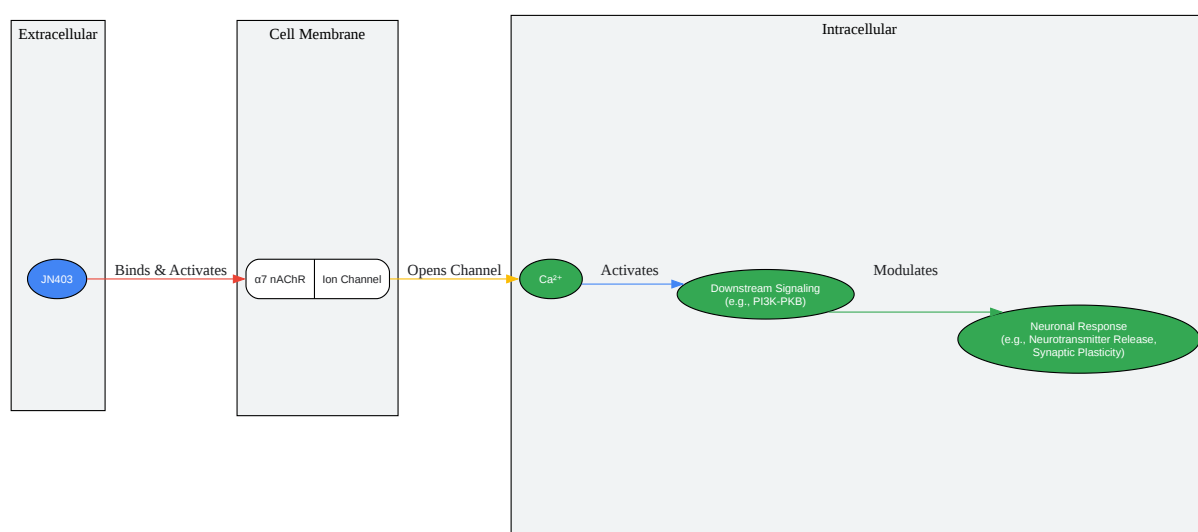 Extracellular
Cell Membrane
Intracellular
JN403
Binds & Activates
α7 nAChR
Ion Channel
Opens Channel
Ca²⁺
Activates
Downstream Signaling
(e.g., PI3K-PKB)
Modulates
Neuronal Response
(e.g., Neurotransmitter Release,
Synaptic Plasticity)